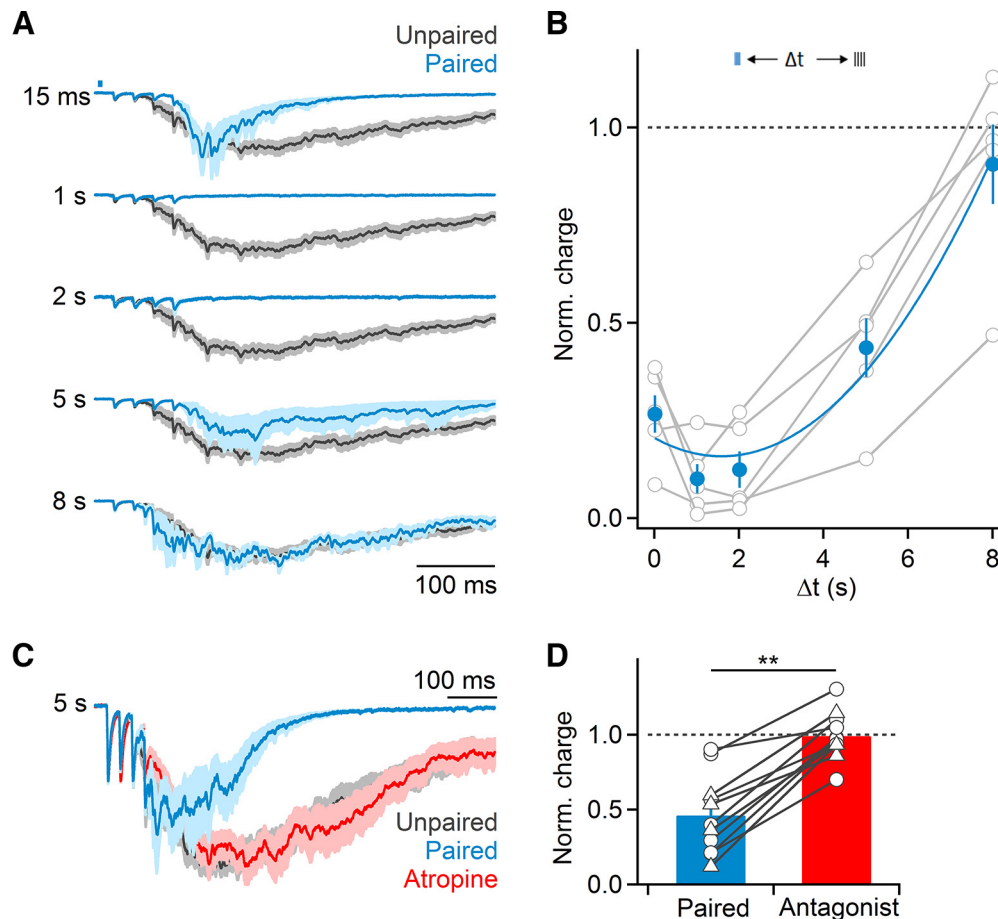 A
Unpaired
Paired
15 ms
1 s
2 s
5 s
8 s
100 ms
B
Δt
Norm. charge
1.0
0.5
0.0
0 2 4 6 8
Δt (s)
C
100 ms
5 s
Unpaired
Paired
Atropine
D
**
Norm. charge
1.0
0.5
0.0
Paired Antagonist